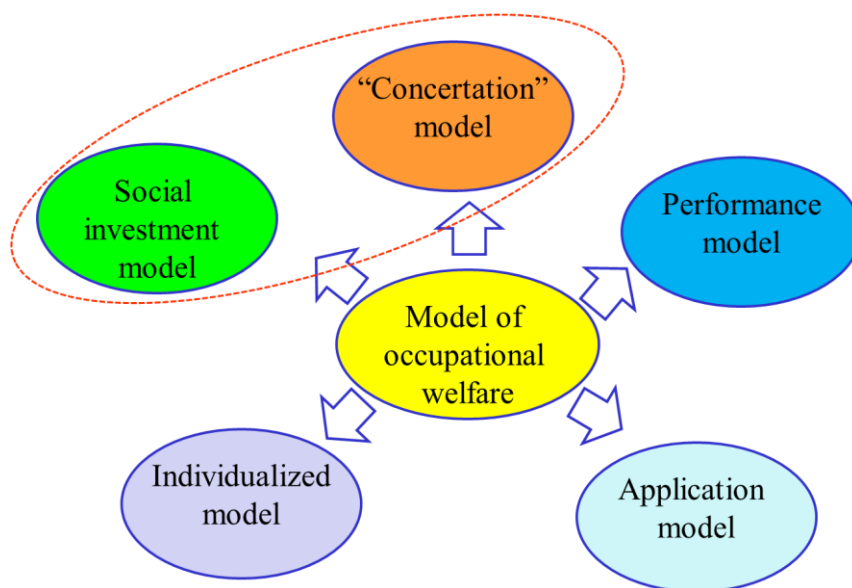 “Concertation”
model
Social
investment
model
Performance
model
Model of
occupational
welfare
Individualized
model
Application
model